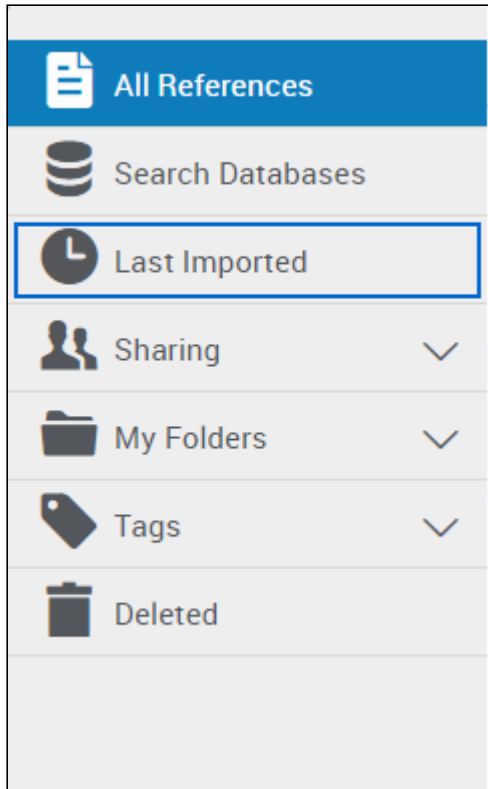 All References
Search Databases
Last Imported
Sharing
My Folders
Tags
Deleted